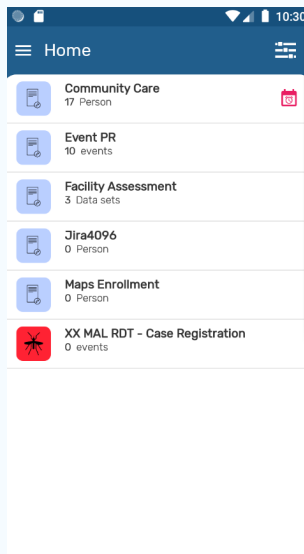 10:30
Home
Community Care
17 Person
Event PR
10 events
Facility Assessment
3 Data sets
Jira4096
0 Person
Maps Enrollment
0 Person
XX MAL RDT - Case Registration
0 events